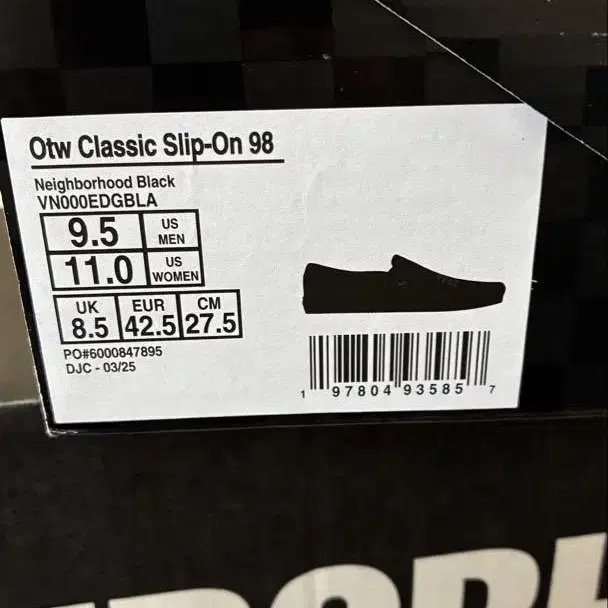 Otw Classic Slip-On 98
Neighborhood Black
VN000EDGBLA
9.5 US MEN
11.0 US WOMEN
UK 8.5 EUR 42.5 CM 27.5
PO#6000847895
DJC - 03/25
1 97804 93585 7